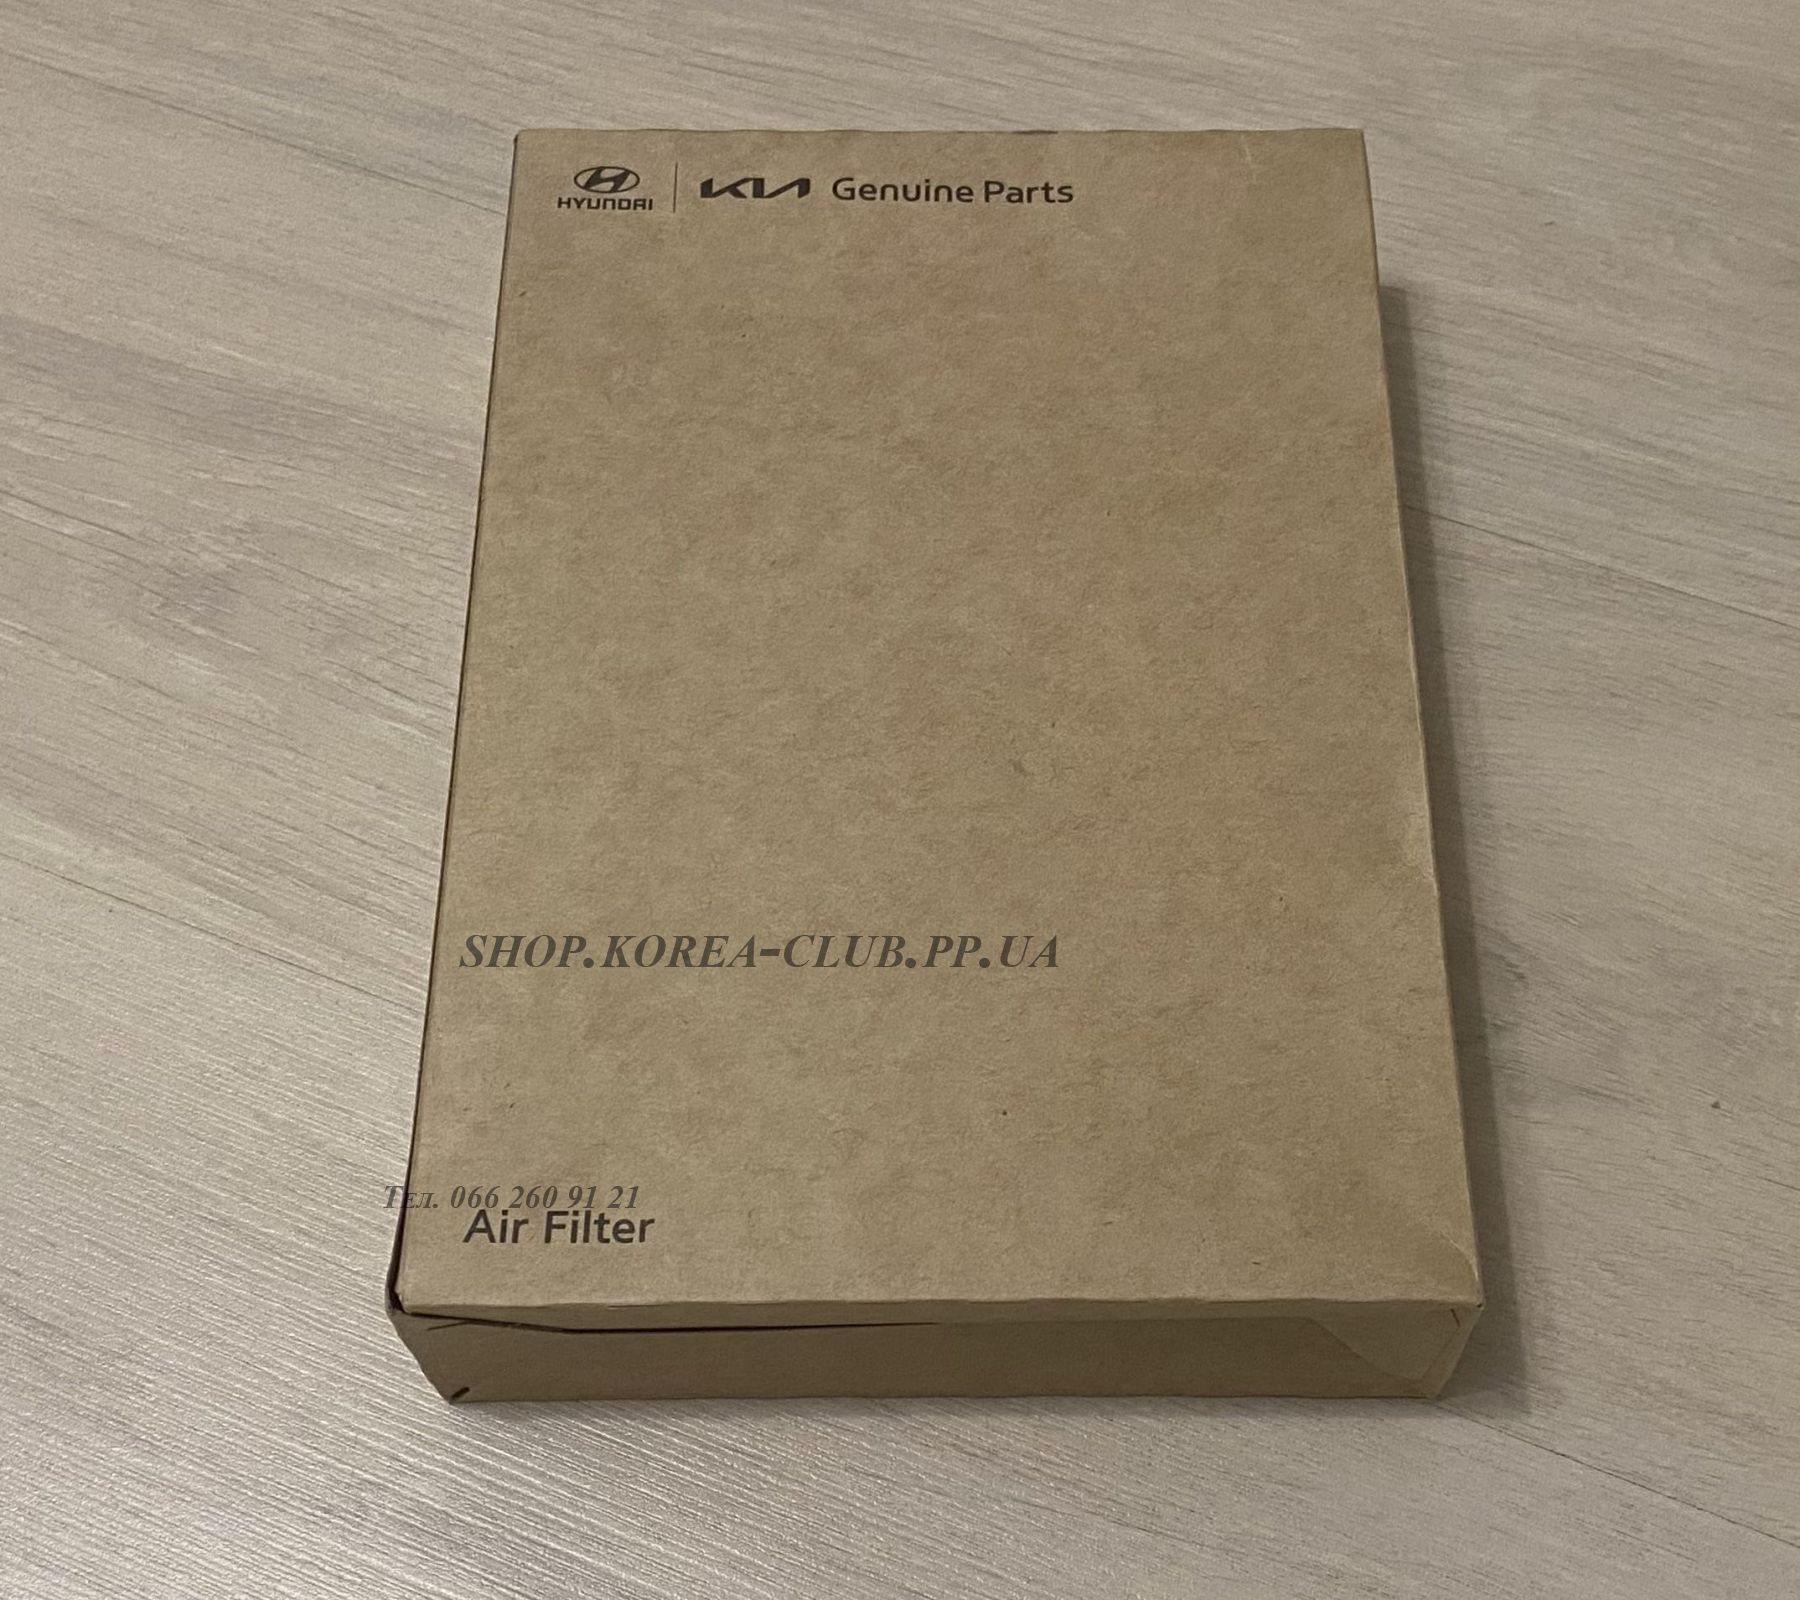 HYUNDAI KIA Genuine Parts
SHOP.KOREA-CLUB.PP.UA
Тел. 066 260 91 21
Air Filter